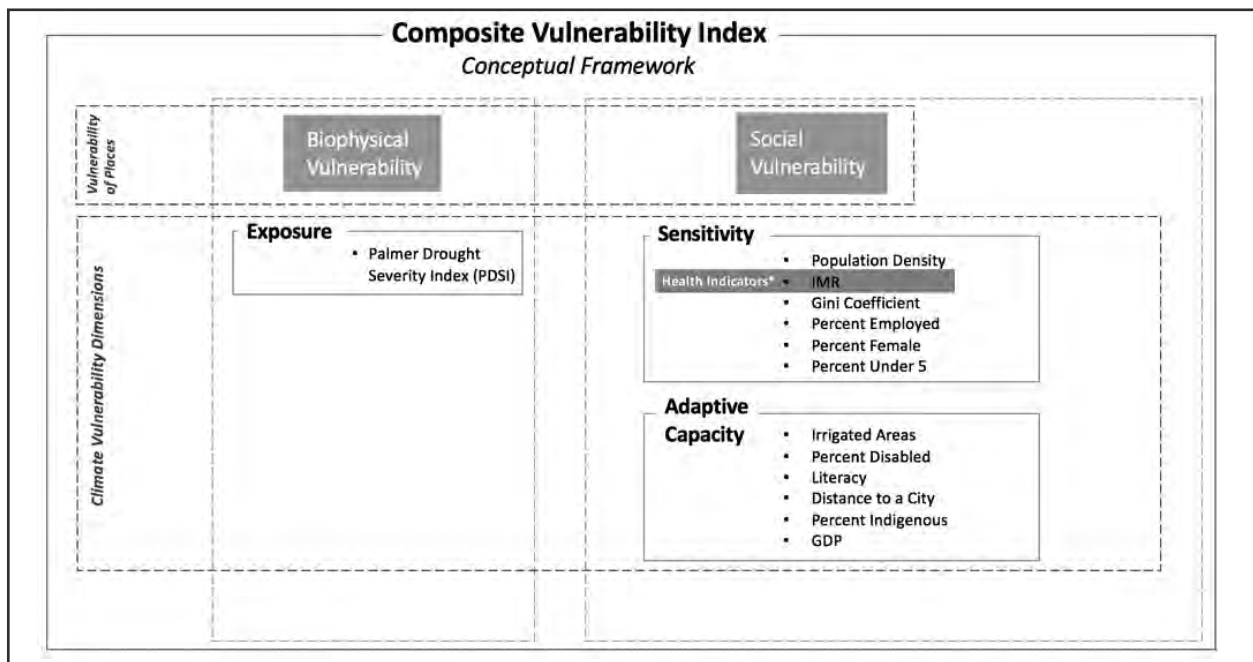 Composite Vulnerability Index
Conceptual Framework
Vulnerability
of Places
Biophysical
Vulnerability
Social
Vulnerability
Climate Vulnerability Dimensions
Exposure
• Palmer Drought
Severity Index (PDSI)
Sensitivity
• Population Density
Health Indicators* • IMR
• Gini Coefficient
• Percent Employed
• Percent Female
• Percent Under 5
Adaptive
Capacity
• Irrigated Areas
• Percent Disabled
• Literacy
• Distance to a City
• Percent Indigenous
• GDP